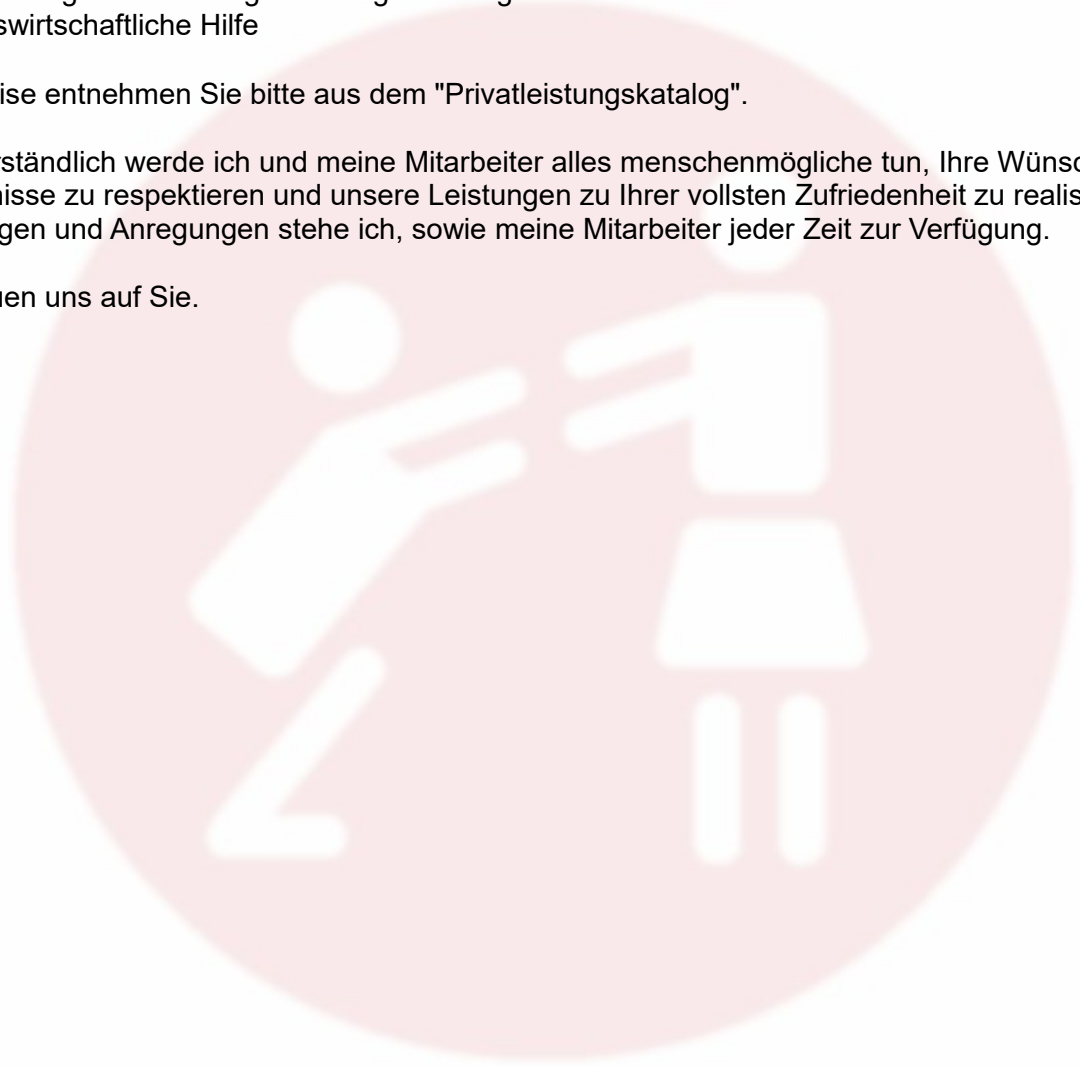 swirtschaftliche Hilfe
ise entnehmen Sie bitte aus dem "Privatleistungskatalog".
rständlich werde ich und meine Mitarbeiter alles menschenmögliche tun, Ihre Wünsc
nisse zu respektieren und unsere Leistungen zu Ihrer vollsten Zufriedenheit zu realis
gen und Anregungen stehe ich, sowie meine Mitarbeiter jeder Zeit zur Verfügung.
uen uns auf Sie.